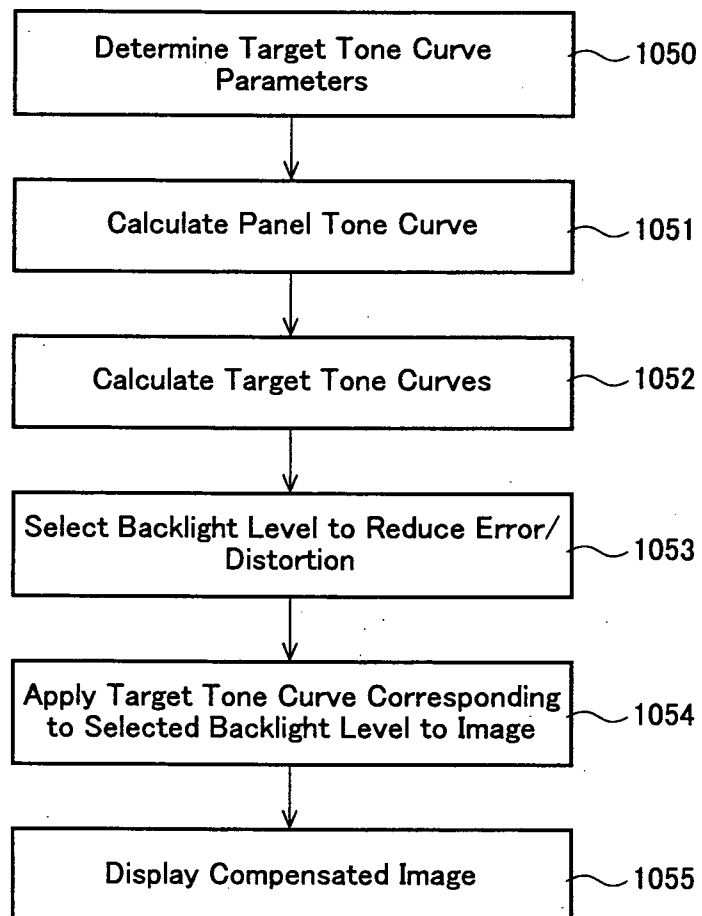 Determine Target Tone Curve
Parameters
1050
Calculate Panel Tone Curve
1051
Calculate Target Tone Curves
1052
Select Backlight Level to Reduce Error/
Distortion
1053
Apply Target Tone Curve Corresponding
to Selected Backlight Level to Image
1054
Display Compensated Image
1055